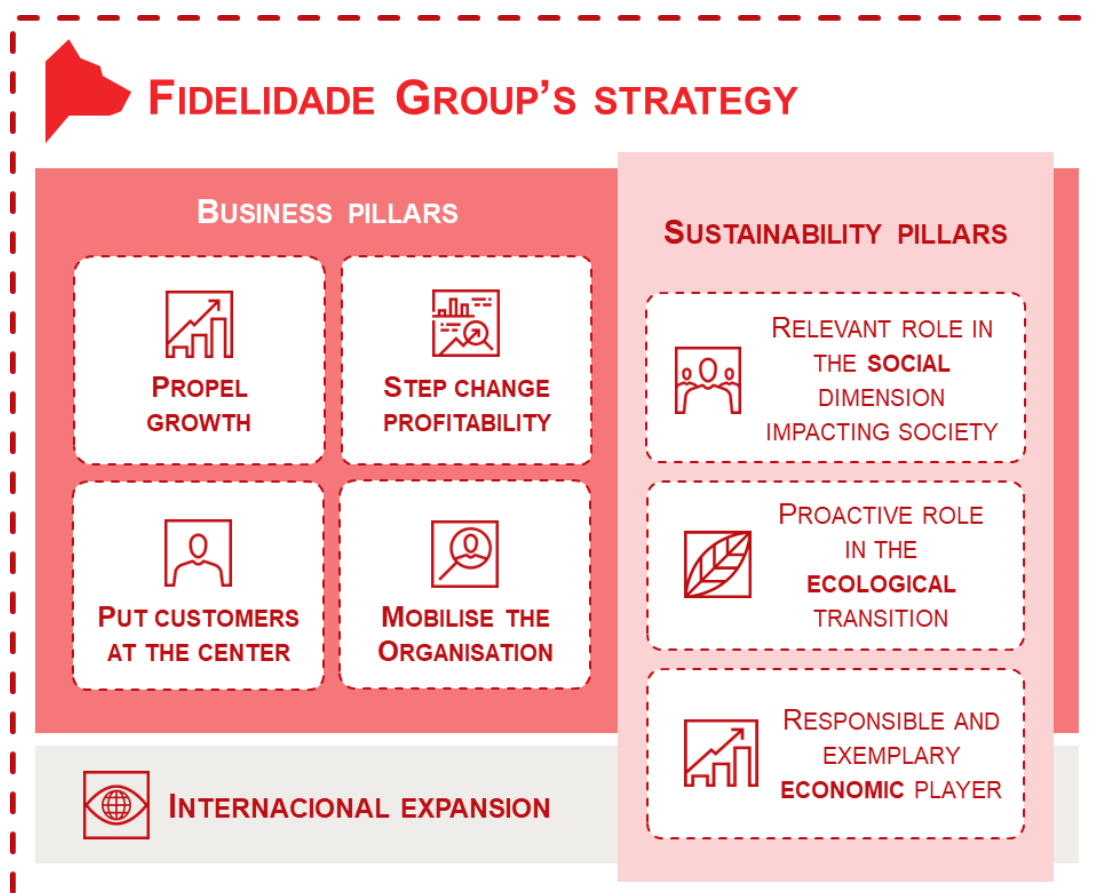 FIDELIDADE GROUP'S STRATEGY
BUSINESS PILLARS
PROPEL
GROWTH
STEP CHANGE
PROFITABILITY
PUT CUSTOMERS
AT THE CENTER
MOBILISE THE
ORGANISATION
INTERNACIONAL EXPANSION
SUSTAINABILITY PILLARS
RELEVANT ROLE IN
THE SOCIAL
DIMENSION
IMPACTING SOCIETY
PROACTIVE ROLE
IN THE
ECOLOGICAL
TRANSITION
RESPONSIBLE AND
EXEMPLARY
ECONOMIC PLAYER